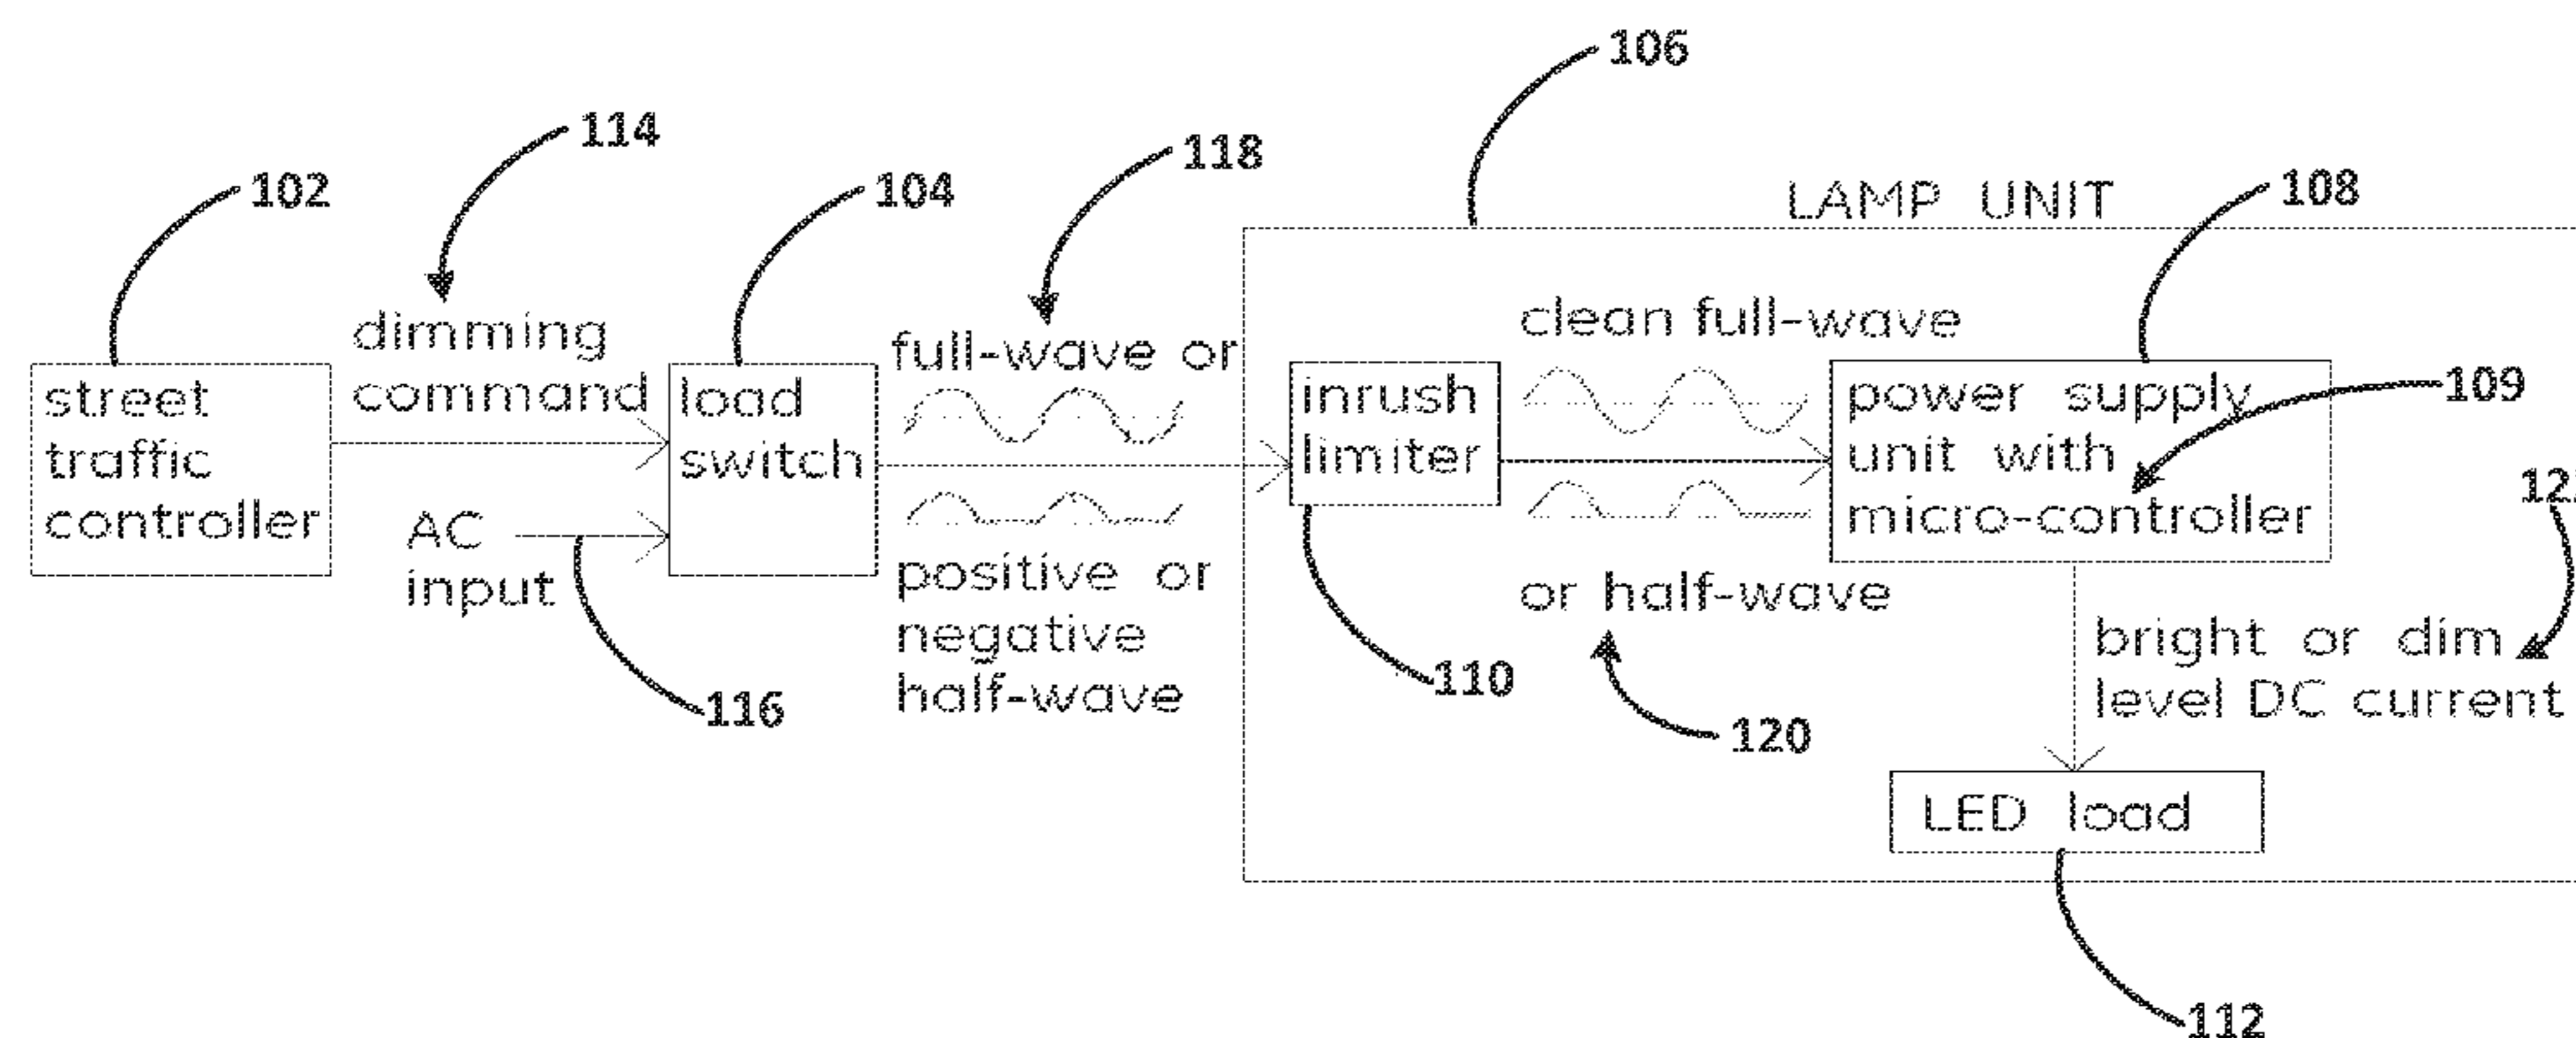 106
114
118
102
104
LAMP UNIT
108
dimming
command
full-wave or
clean full-wave
street
traffic
controller
load
switch
inrush
limiter
power supply
unit with
micro-controller
109
AC
input
positive or
negative
half-wave
or half-wave
bright or dim
level DC current
116
110
120
LED load
112